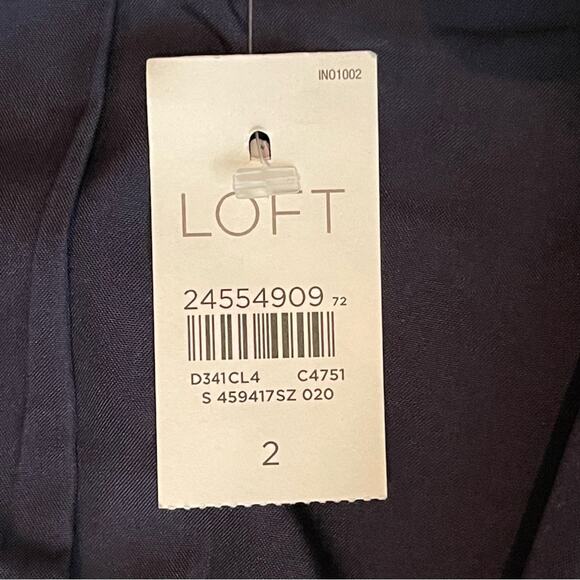 IN01002
LOFT
24554909 72
D341CL4 C4751
S 459417SZ 020
2